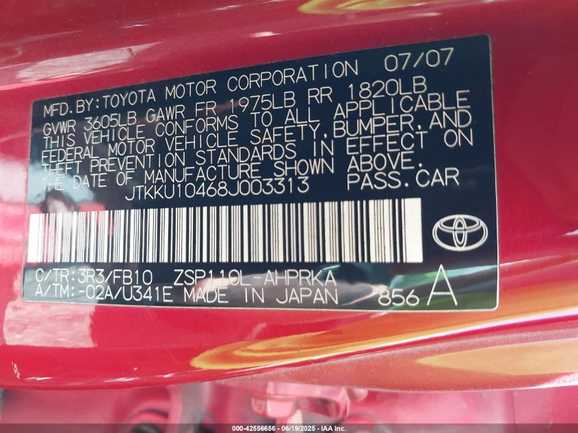 MFD. BY: TOYOTA MOTOR CORPORATION 07/07
GVWR 3605LB GAWR FR 1975LB RR 1820LB
THIS VEHICLE CONFORMS TO ALL APPLICABLE
FEDERAL MOTOR VEHICLE SAFETY, BUMPER, AND
THEFT PREVENTION STANDARDS IN EFFECT ON
THE DATE OF MANUFACTURE SHOWN ABOVE.
JTKKU10468J003313 PASS. CAR
C/TR: 3R3/FB10 ZSP110L-AHPRKA
A/TM: -02A/U341E MADE IN JAPAN 856 A
000-42556656 - 06/19/2025 - IAA Inc.